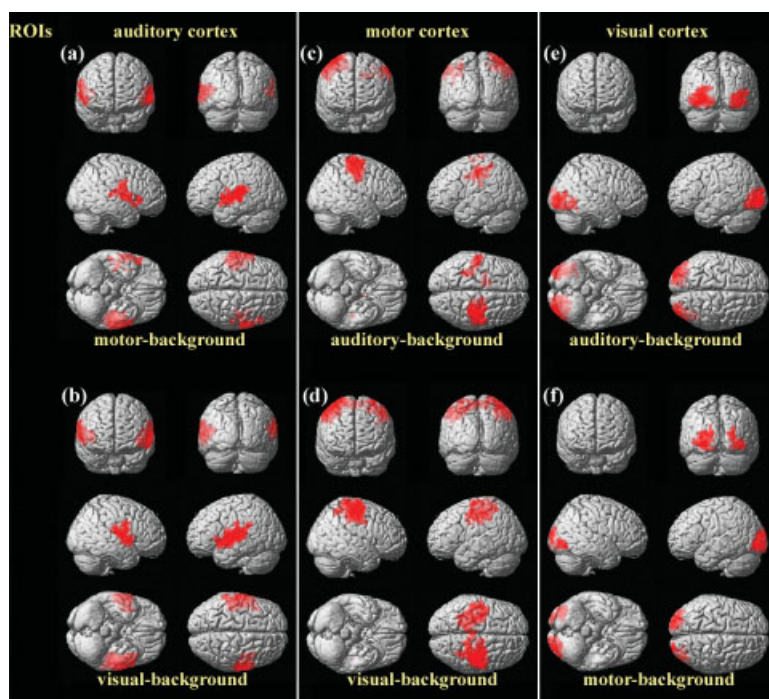 ROIs auditory cortex motor cortex visual cortex
(a) (c) (e)
motor-background auditory-background auditory-background
(b) (d) (f)
visual-background visual-background motor-background